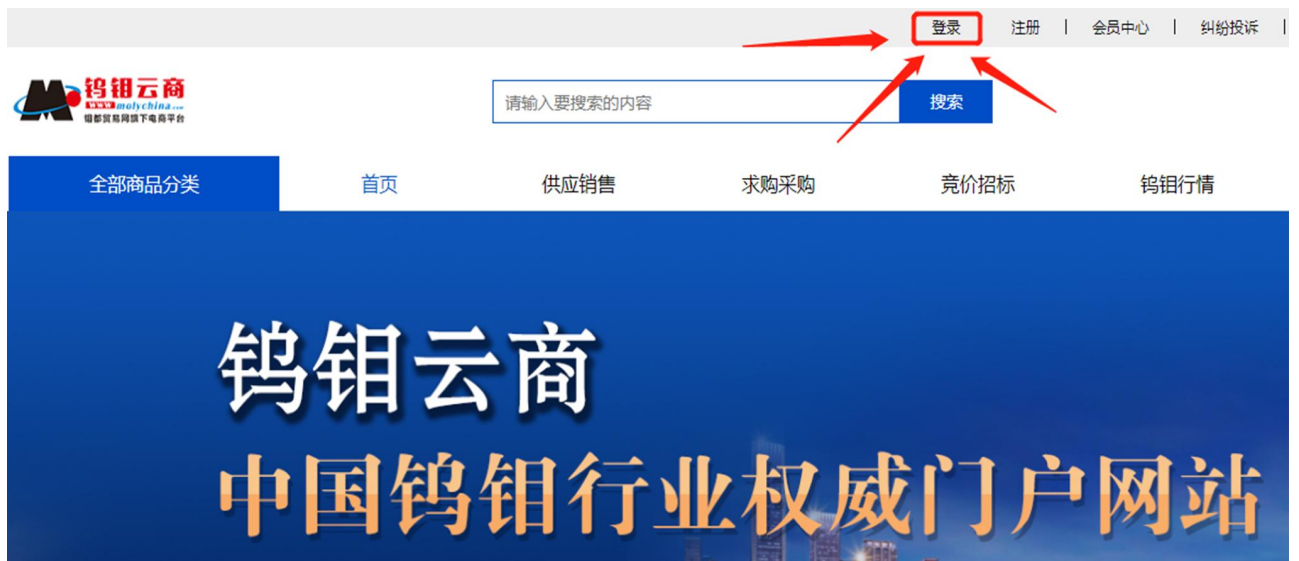 登录 注册 | 会员中心 | 纠纷投诉 |
钨钼云商
WWW.molychina.com
钼都贸易网旗下电商平台
请输入要搜索的内容 搜索
全部商品分类 首页 供应销售 求购采购 竞价招标 钨钼行情
钨钼云商
中国钨钼行业权威门户网站